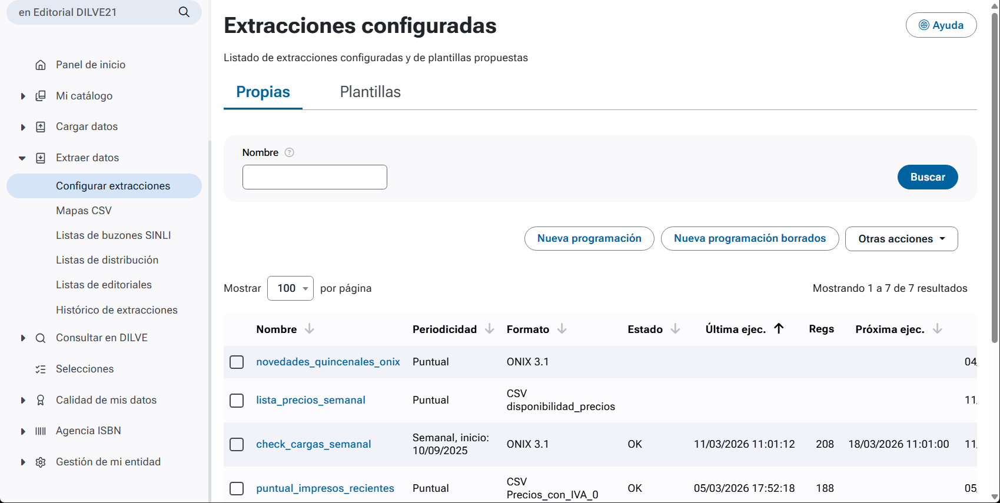 en Editorial DILVE21
Panel de inicio
Mi catálogo
Cargar datos
Extraer datos
Configurar extracciones
Mapas CSV
Listas de buzones SINLI
Listas de distribución
Listas de editoriales
Histórico de extracciones
Consultar en DILVE
Selecciones
Calidad de mis datos
Agencia ISBN
Gestión de mi entidad
Extracciones configuradas
Ayuda
Listado de extracciones configuradas y de plantillas propuestas
Propias Plantillas
Nombre ?
Buscar
Nueva programación Nueva programación borrados Otras acciones
Mostrar 100 por página Mostrando 1 a 7 de 7 resultados
Nombre Periodicidad Formato Estado Última ejec. Regs Próxima ejec.
novedades_quincenales_onix Puntual ONIX 3.1 04/
lista_precios_semanal Puntual CSV disponibilidad_precios 11/
check_cargas_semanal Semanal, inicio: 10/09/2025 ONIX 3.1 OK 11/03/2026 11:01:12 208 18/03/2026 11:01:00 11/
puntual_impresos_recientes Puntual CSV Precios_con_IVA_0 OK 05/03/2026 17:52:18 188 05/